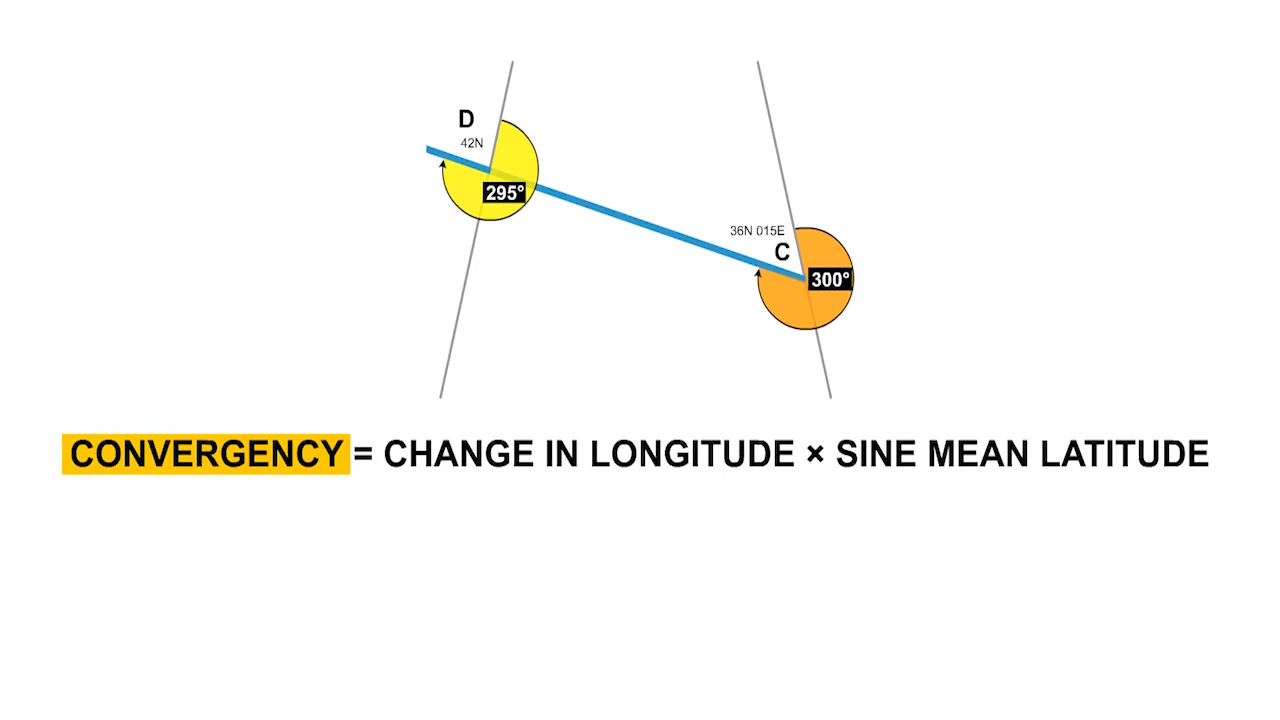 D
42N
295°
36N 015E
C
300°
CONVERGENCY = CHANGE IN LONGITUDE × SINE MEAN LATITUDE